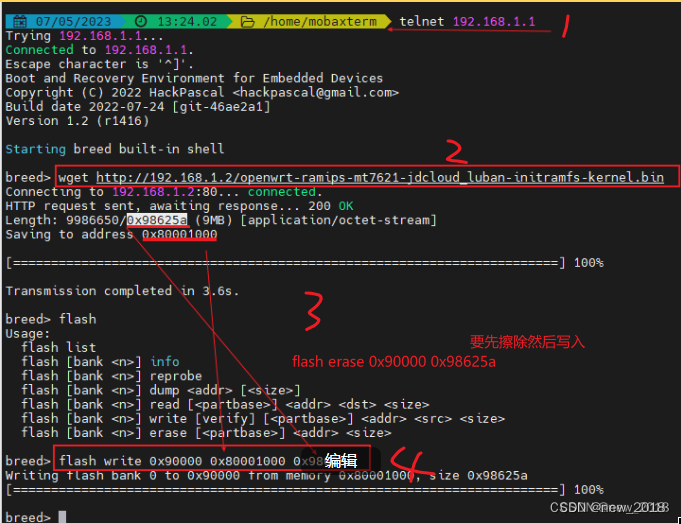 07/05/2023 13:24.02 /home/mobaxterm telnet 192.168.1.1
1
Trying 192.168.1.1...
Connected to 192.168.1.1.
Escape character is '^]'.
Boot and Recovery Environment for Embedded Devices
Copyright (C) 2022 HackPascal <hackpascal@gmail.com>
Build date 2022-07-24 [git-46ae2a1]
Version 1.2 (r1416)
Starting breed built-in shell
2
breed> wget http://192.168.1.2/openwrt-ramips-mt7621-jdcloud_luban-initramfs-kernel.bin
Connecting to 192.168.1.2:80... connected.
HTTP request sent, awaiting response... 200 OK
Length: 9986650/0x98625a (9MB) [application/octet-stream]
Saving to address 0x80001000
[=======================================================================] 100%
Transmission completed in 3.6s.
3
breed> flash
Usage:
flash list
flash [bank <n>] info
flash [bank <n>] reprobe
flash [bank <n>] dump <addr> [<size>]
flash [bank <n>] read [<partbase>] <addr> <dst> <size>
flash [bank <n>] write [verify] [<partbase>] <addr> <src> <size>
flash [bank <n>] erase [<partbase>] <addr> <size>
要先擦除然后写入
flash erase 0x90000 0x98625a
breed> flash write 0x90000 0x80001000
编辑
4
Writing flash bank 0 to 0x90000 from memory 0x80001000, size 0x98625a
[=======================================================================] 100%
breed>
CSDN @new_2018